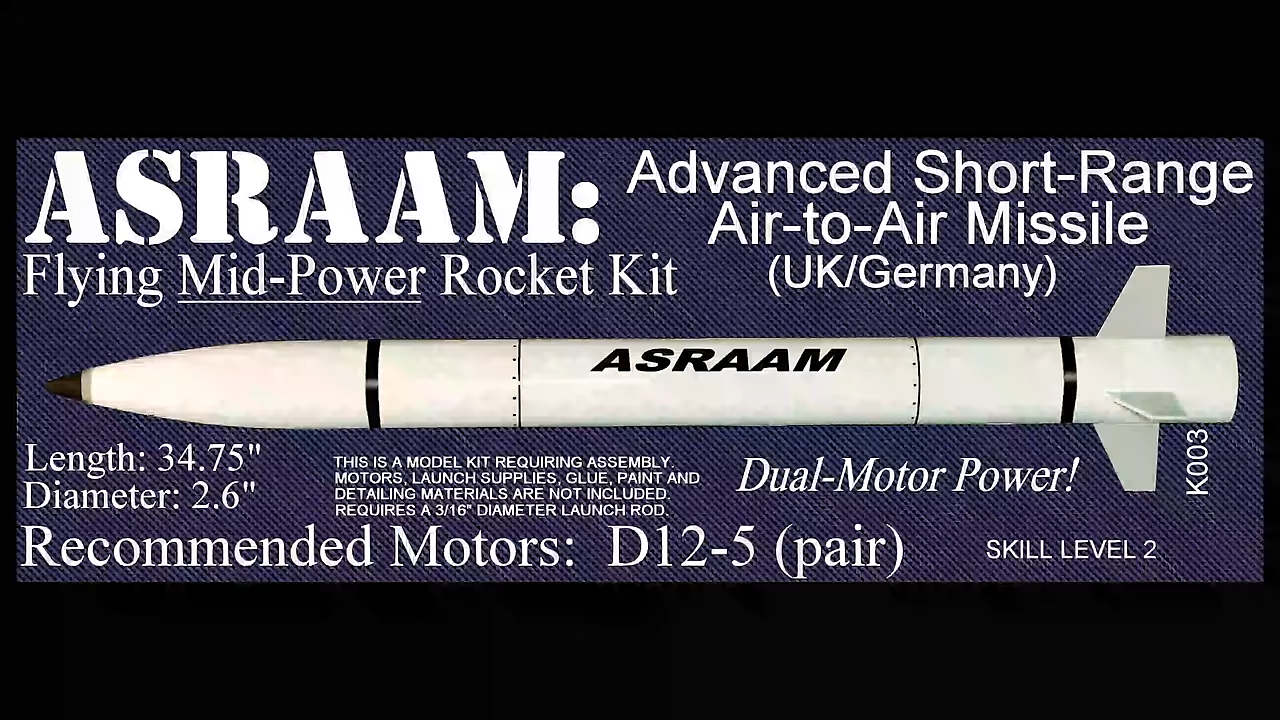 ASRAAM:
Advanced Short-Range
Air-to-Air Missile
(UK/Germany)
Flying Mid-Power Rocket Kit
ASRAAM
Length: 34.75"
Diameter: 2.6"
THIS IS A MODEL KIT REQUIRING ASSEMBLY.
MOTORS, LAUNCH SUPPLIES, GLUE, PAINT AND
DETAILING MATERIALS ARE NOT INCLUDED.
REQUIRES A 3/16" DIAMETER LAUNCH ROD.
Dual-Motor Power!
K003
Recommended Motors: D12-5 (pair)
SKILL LEVEL 2